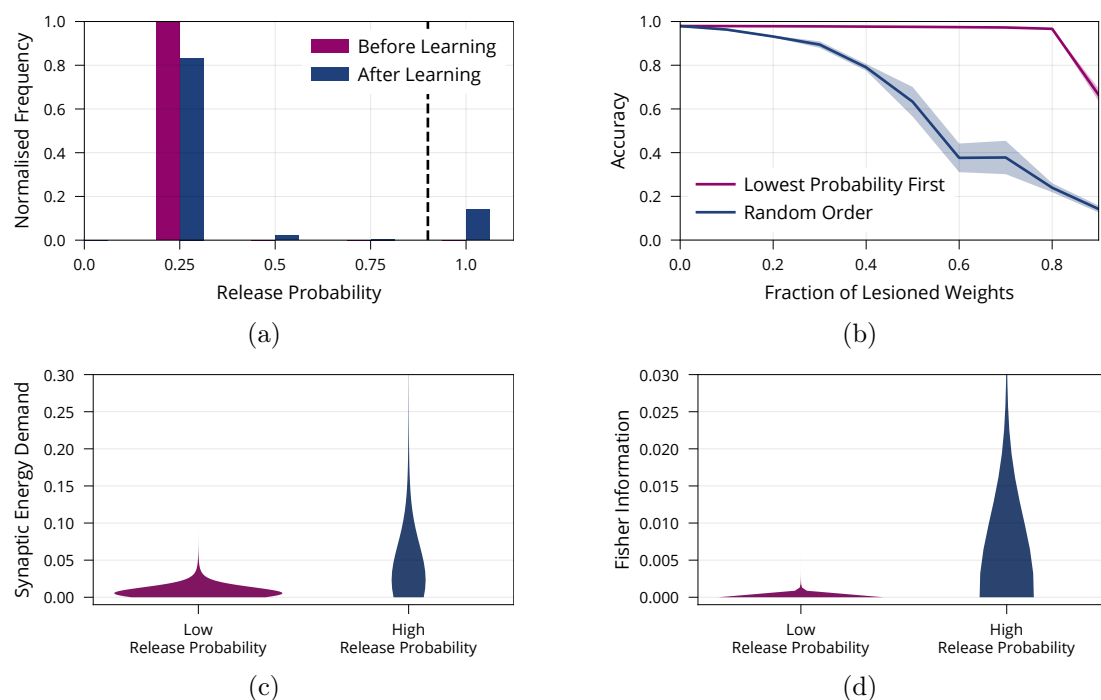 1.0
0.8
0.6
0.4
0.2
0.0
Normalised Frequency
Before Learning
After Learning
0.0 0.25 0.5 0.75 1.0
Release Probability
(a)
1.0
0.8
0.6
0.4
0.2
0.0
Accuracy
Lowest Probability First
Random Order
0.0 0.2 0.4 0.6 0.8
Fraction of Lesioned Weights
(b)
0.30
0.25
0.20
0.15
0.10
0.05
0.00
Synaptic Energy Demand
Low
Release Probability
High
Release Probability
(c)
0.030
0.025
0.020
0.015
0.010
0.005
0.000
Fisher Information
Low
Release Probability
High
Release Probability
(d)